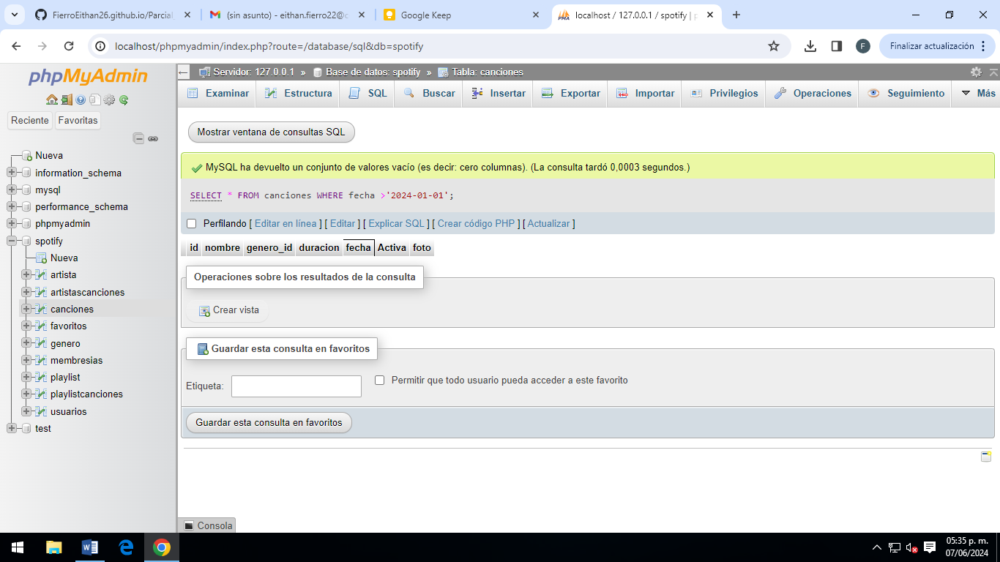 FierroEithan26.github.io/Parcial
(sin asunto) - eithan.fierro22@c
Google Keep
localhost / 127.0.0.1 / spotify | p
localhost/phpmyadmin/index.php?route=/database/sql&db=spotify
F
Finalizar actualización
phpMyAdmin
Reciente
Favoritas
Nueva
information_schema
mysql
performance_schema
phpmyadmin
spotify
Nueva
artista
artistascanciones
canciones
favoritos
genero
membresias
playlist
playlistcanciones
usuarios
test
Servidor: 127.0.0.1 » Base de datos: spotify » Tabla: canciones
Examinar Estructura SQL Buscar Insertar Exportar Importar Privilegios Operaciones Seguimiento Más
Mostrar ventana de consultas SQL
MySQL ha devuelto un conjunto de valores vacío (es decir: cero columnas). (La consulta tardó 0,0003 segundos.)
SELECT * FROM canciones WHERE fecha >'2024-01-01';
Perfilando [ Editar en línea ] [ Editar ] [ Explicar SQL ] [ Crear código PHP ] [ Actualizar ]
id nombre genero_id duracion fecha Activa foto
Operaciones sobre los resultados de la consulta
Crear vista
Guardar esta consulta en favoritos
Etiqueta:
Permitir que todo usuario pueda acceder a este favorito
Guardar esta consulta en favoritos
Consola
05:35 p. m.
07/06/2024